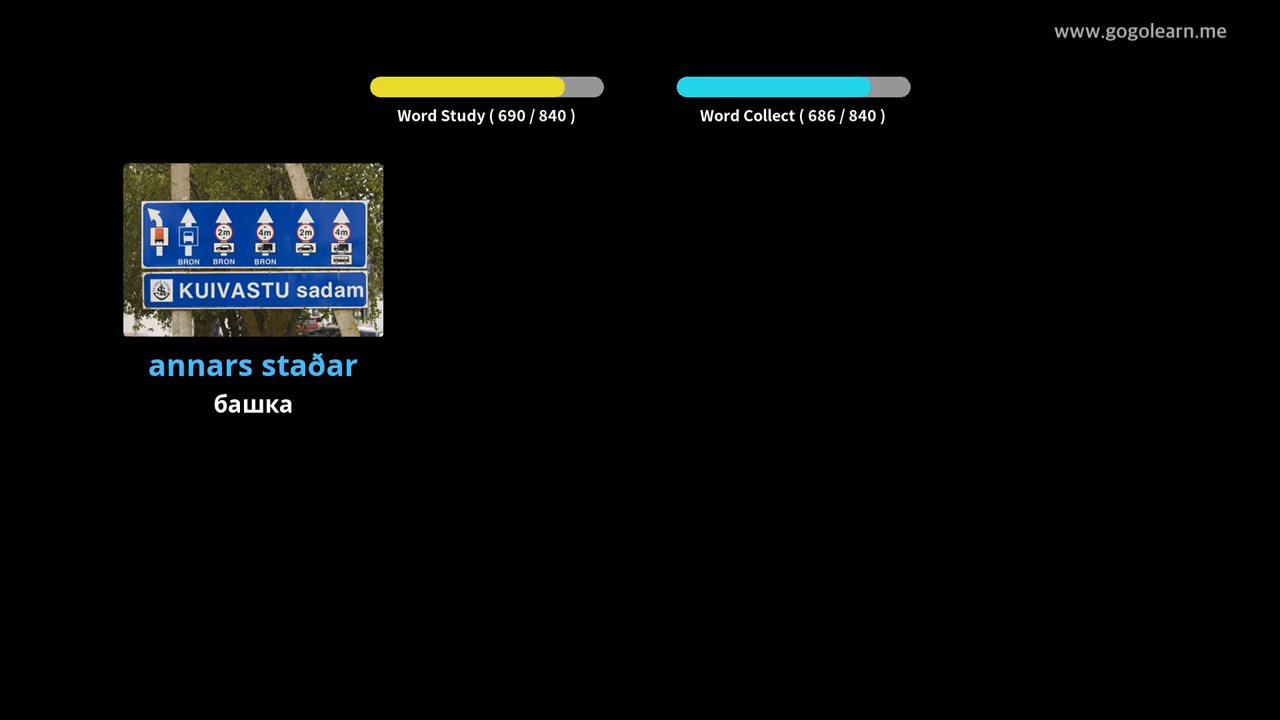 www.gogolearn.me
Word Study ( 690 / 840 )
Word Collect ( 686 / 840 )
2m
4m
2m
4m
BRON
BRON
BRON
KUIVASTU sadam
annars staðar
башка